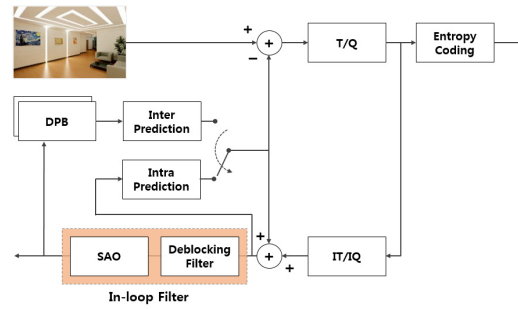 +
+
−
T/Q
Entropy
Coding
DPB
Inter
Prediction
Intra
Prediction
SAO
Deblocking
Filter
+
+
+
IT/IQ
In-loop Filter